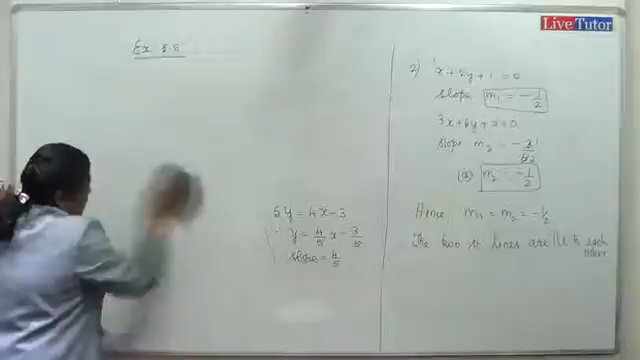 LiveTutor
Ex 5.5
5y = 4x - 3
y = 4/5 x - 3/5
slope = 4/5
2) x + 2y + 1 = 0
slope m₁ = - 1/2
3x + 6y + 2 = 0
slope m₂ = - 3/6
m₂ = - 1/2
Hence, m₁ = m₂ = - 1/2
The two st lines are || to each
other